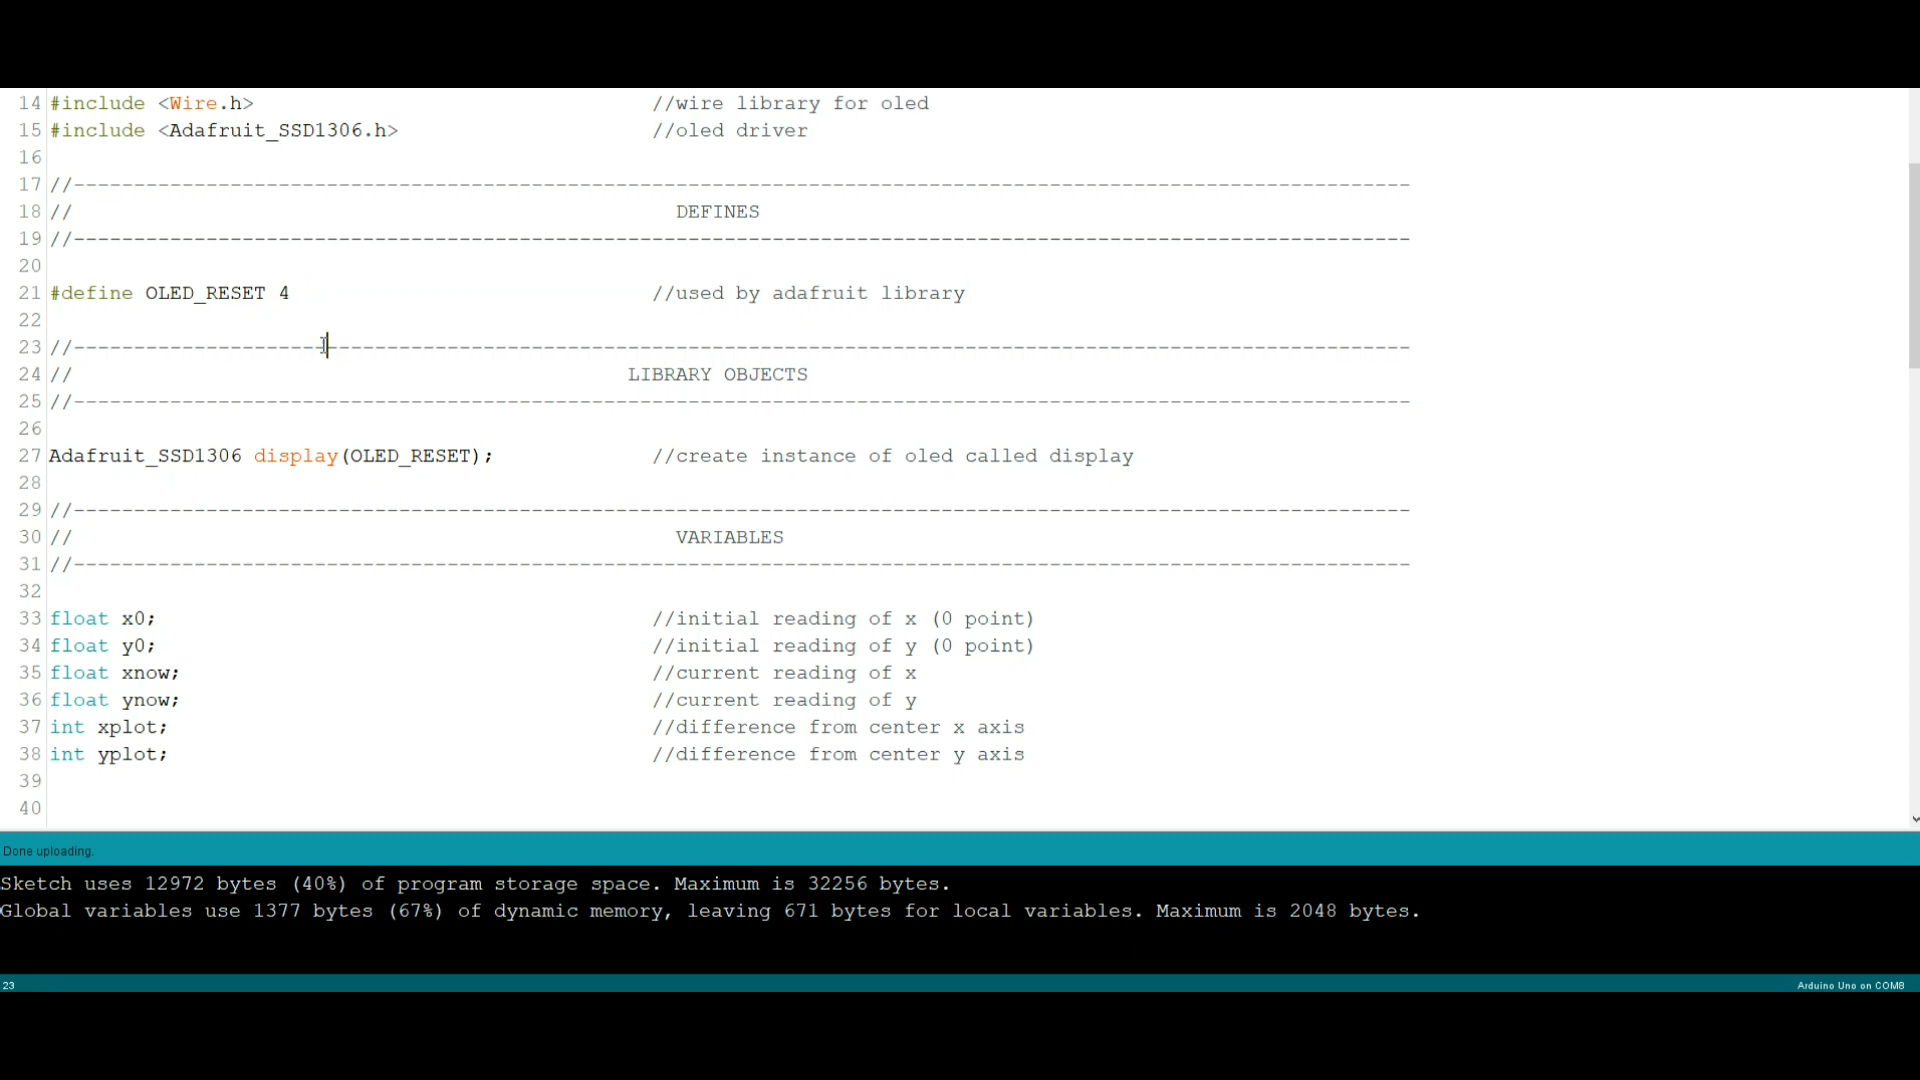 14 #include <Wire.h> //wire library for oled
15 #include <Adafruit_SSD1306.h> //oled driver
16
17 //---------------------------------------------------------------------------------------------------------------
18 // DEFINES
19 //---------------------------------------------------------------------------------------------------------------
20
21 #define OLED_RESET 4 //used by adafruit library
22
23 //---------------------------------------------------------------------------------------------------------------
24 // LIBRARY OBJECTS
25 //---------------------------------------------------------------------------------------------------------------
26
27 Adafruit_SSD1306 display(OLED_RESET); //create instance of oled called display
28
29 //---------------------------------------------------------------------------------------------------------------
30 // VARIABLES
31 //---------------------------------------------------------------------------------------------------------------
32
33 float x0; //initial reading of x (0 point)
34 float y0; //initial reading of y (0 point)
35 float xnow; //current reading of x
36 float ynow; //current reading of y
37 int xplot; //difference from center x axis
38 int yplot; //difference from center y axis
39
40
Done uploading.
Sketch uses 12972 bytes (40%) of program storage space. Maximum is 32256 bytes.
Global variables use 1377 bytes (67%) of dynamic memory, leaving 671 bytes for local variables. Maximum is 2048 bytes.
23 Arduino Uno on COM8